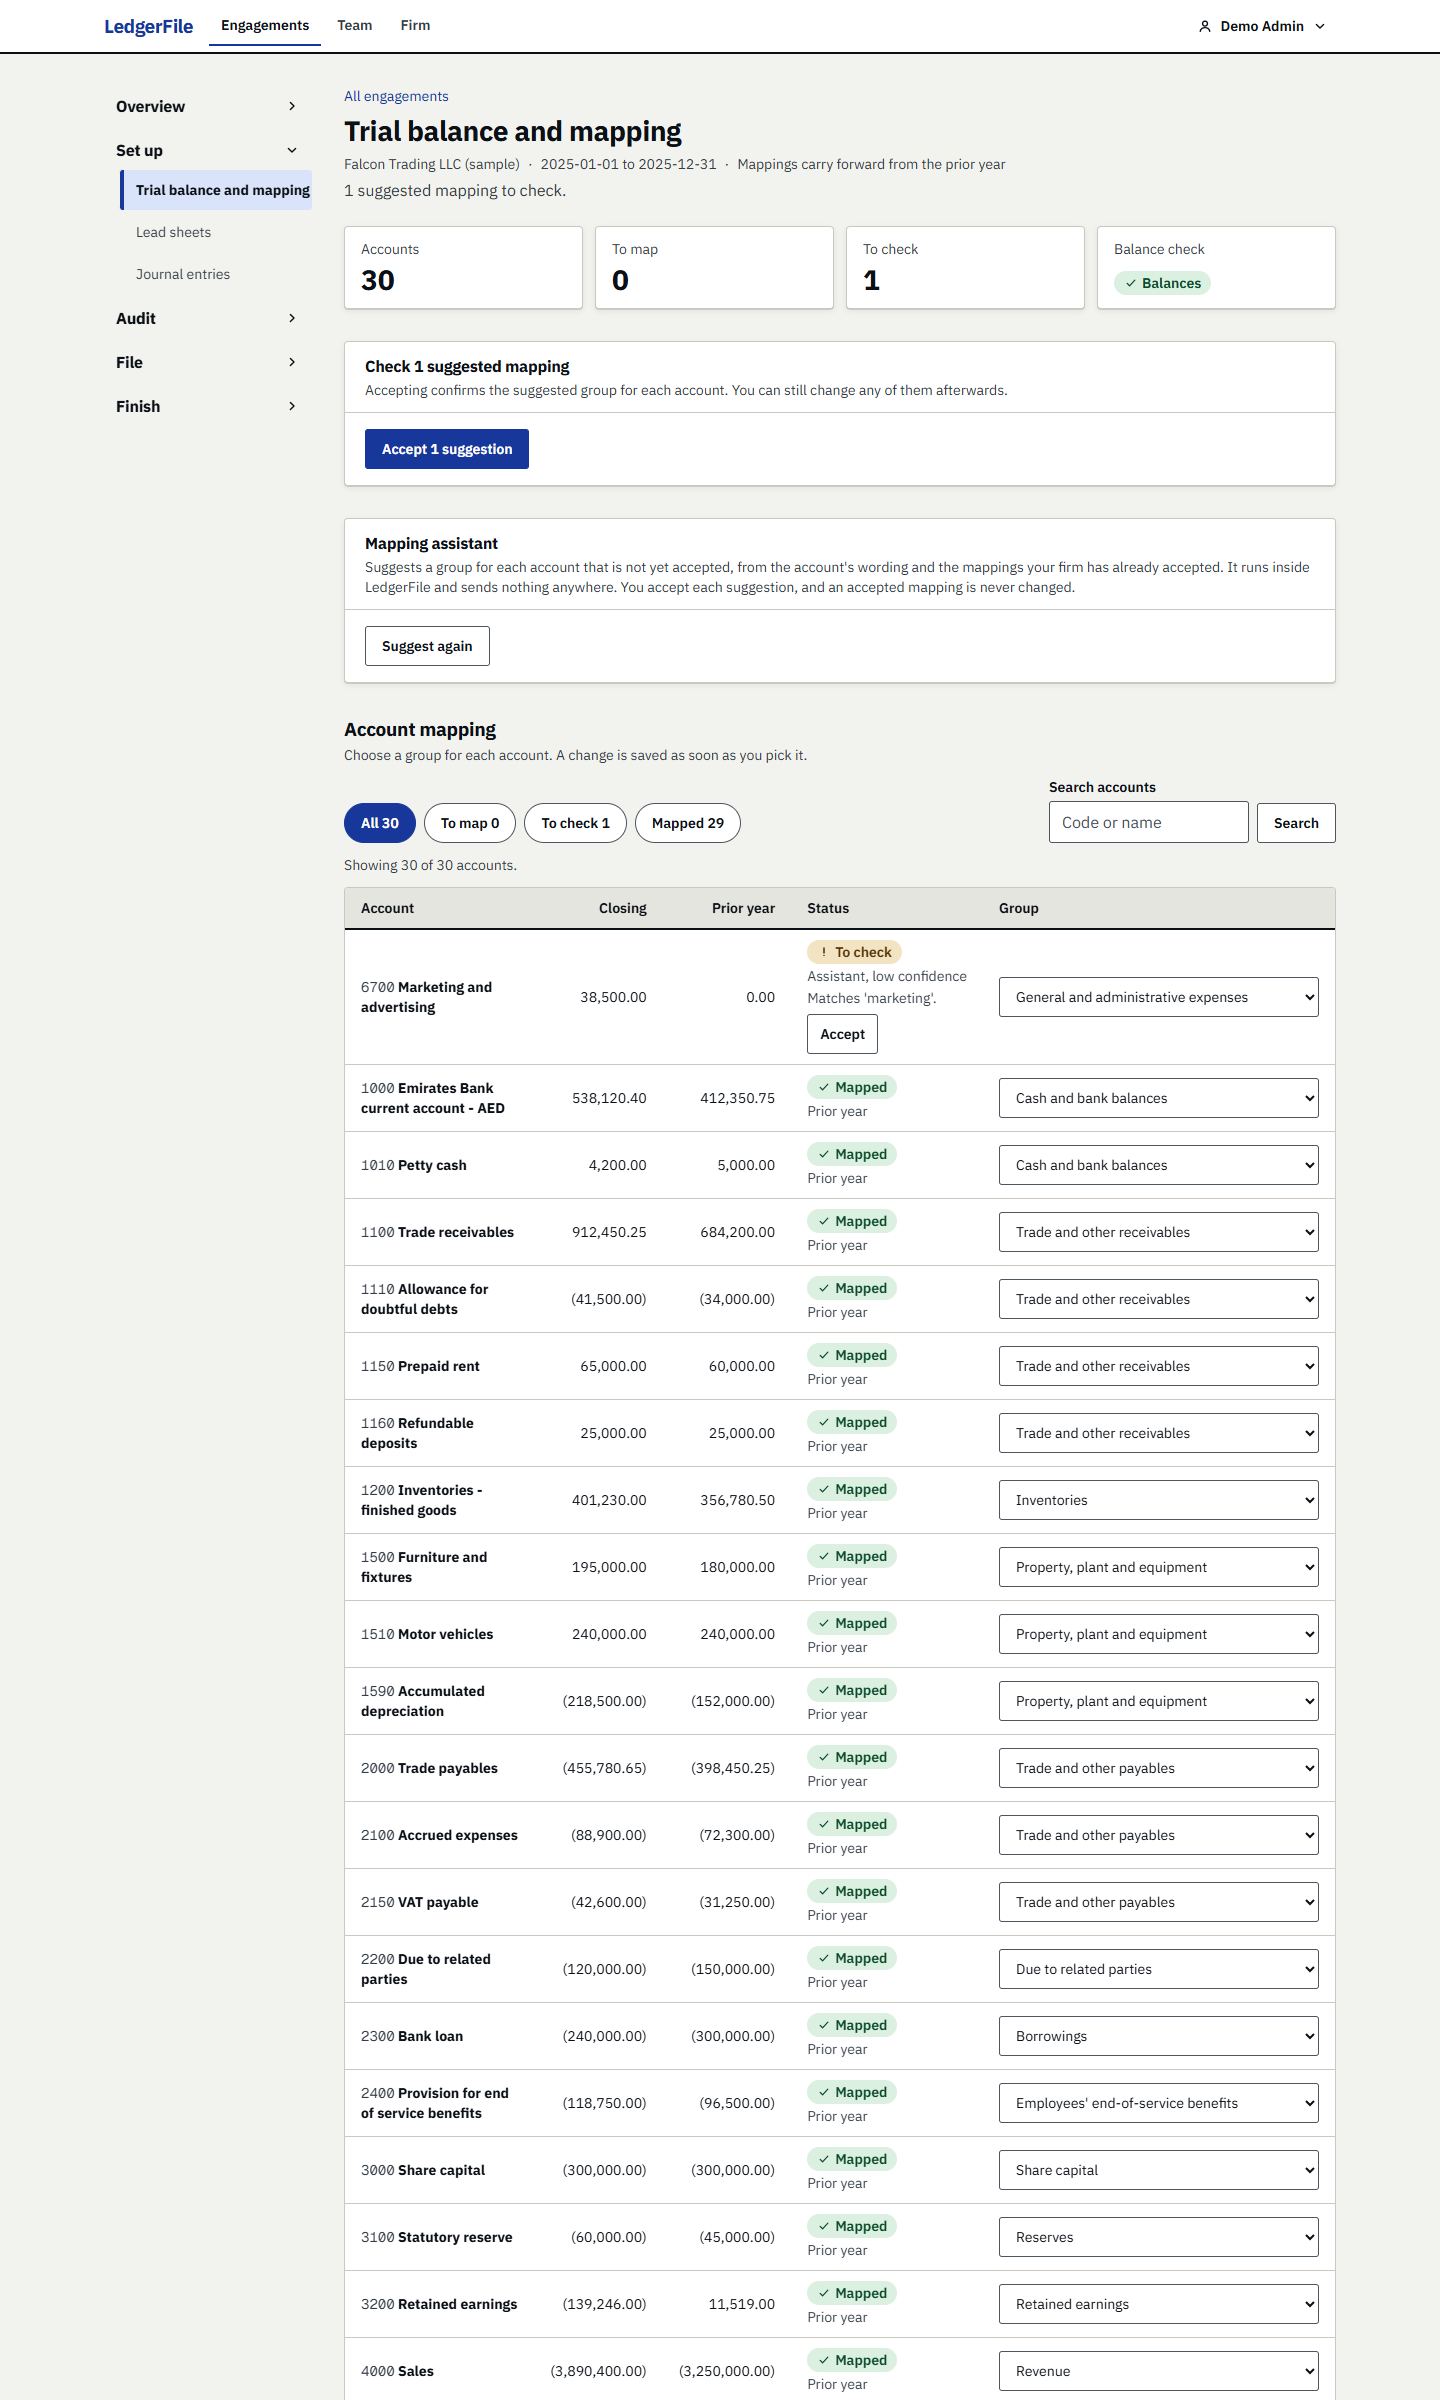 LedgerFile Engagements Team Firm Demo Admin
Overview
Set up
Trial balance and mapping
Lead sheets
Journal entries
Audit
File
Finish
All engagements
Trial balance and mapping
Falcon Trading LLC (sample) · 2025-01-01 to 2025-12-31 · Mappings carry forward from the prior year
1 suggested mapping to check.
Accounts To map To check Balance check
30 0 1 Balances
Check 1 suggested mapping
Accepting confirms the suggested group for each account. You can still change any of them afterwards.
Accept 1 suggestion
Mapping assistant
Suggests a group for each account that is not yet accepted, from the account's wording and the mappings your firm has already accepted. It runs inside
LedgerFile and sends nothing anywhere. You accept each suggestion, and an accepted mapping is never changed.
Suggest again
Account mapping
Choose a group for each account. A change is saved as soon as you pick it.
Search accounts
All 30 To map 0 To check 1 Mapped 29 Code or name Search
Showing 30 of 30 accounts.
Account Closing Prior year Status Group
! To check
Assistant, low confidence
6700 Marketing and
advertising 38,500.00 0.00 General and administrative expenses
Matches 'marketing'.
Accept
1000 Emirates Bank Mapped
current account - AED 538,120.40 412,350.75 Prior year Cash and bank balances
1010 Petty cash 4,200.00 5,000.00 Mapped Cash and bank balances
Prior year
1100 Trade receivables 912,450.25 684,200.00 Mapped Trade and other receivables
Prior year
1110 Allowance for Mapped
doubtful debts (41,500.00) (34,000.00) Prior year Trade and other receivables
1150 Prepaid rent 65,000.00 60,000.00 Mapped Trade and other receivables
Prior year
1160 Refundable Mapped
deposits 25,000.00 25,000.00 Prior year Trade and other receivables
1200 Inventories - Mapped
finished goods 401,230.00 356,780.50 Prior year Inventories
1500 Furniture and Mapped
fixtures 195,000.00 180,000.00 Prior year Property, plant and equipment
1510 Motor vehicles 240,000.00 240,000.00 Mapped Property, plant and equipment
Prior year
1590 Accumulated Mapped
depreciation (218,500.00) (152,000.00) Prior year Property, plant and equipment
2000 Trade payables (455,780.65) (398,450.25) Mapped Trade and other payables
Prior year
2100 Accrued expenses (88,900.00) (72,300.00) Mapped Trade and other payables
Prior year
2150 VAT payable (42,600.00) (31,250.00) Mapped Trade and other payables
Prior year
2200 Due to related Mapped
parties (120,000.00) (150,000.00) Prior year Due to related parties
2300 Bank loan (240,000.00) (300,000.00) Mapped Borrowings
Prior year
2400 Provision for end Mapped
of service benefits (118,750.00) (96,500.00) Prior year Employees' end-of-service benefits
3000 Share capital (300,000.00) (300,000.00) Mapped Share capital
Prior year
3100 Statutory reserve (60,000.00) (45,000.00) Mapped Reserves
Prior year
3200 Retained earnings (139,246.00) 11,519.00 Mapped Retained earnings
Prior year
4000 Sales (3,890,400.00) (3,250,000.00) Mapped Revenue
Prior year